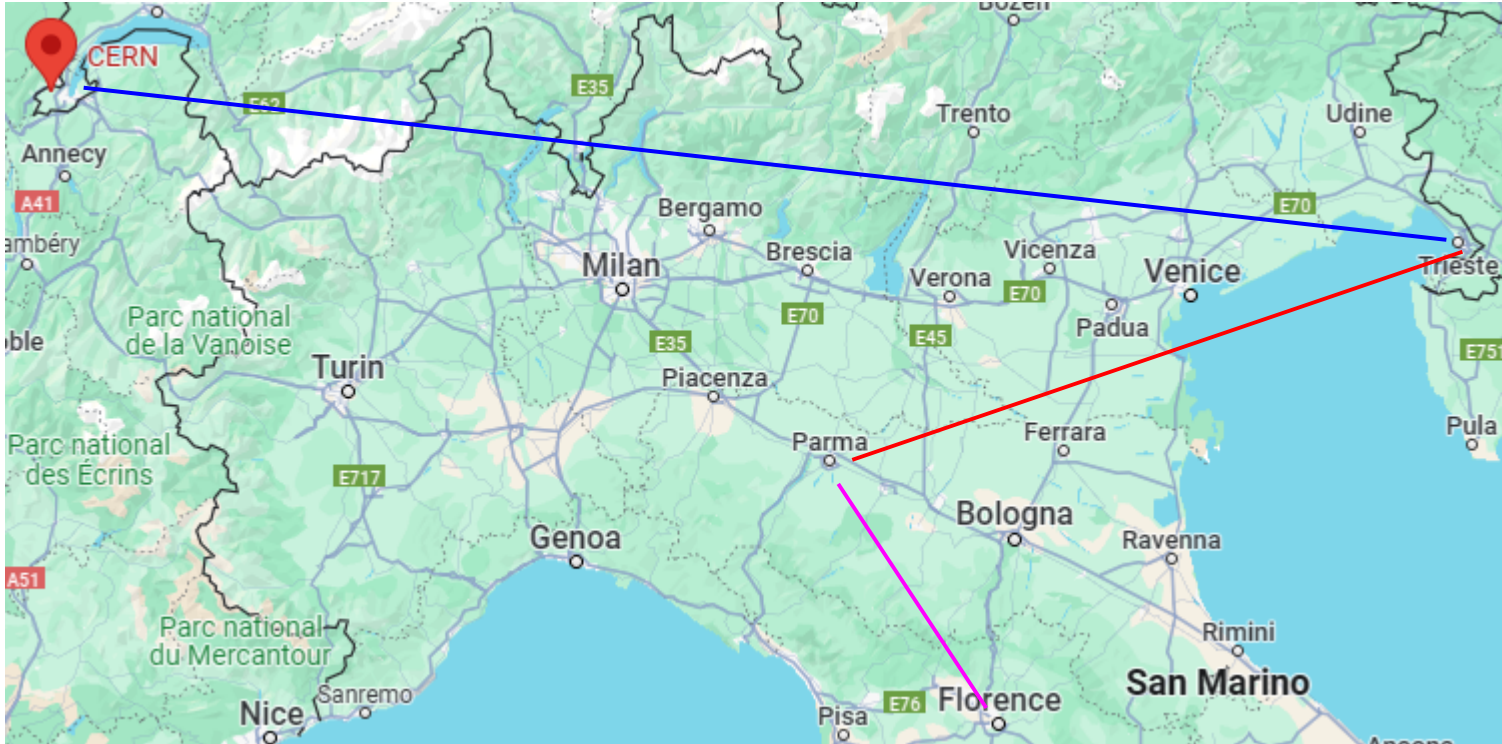 Bozen
CERN
E62
E35
Trento
Udine
Annecy
A41
Bergamo
E70
ambéry
Brescia
Vicenza
Milan
Verona
Venice
Trieste
E70
E70
Padua
Parc national
de la Vanoise
oble
E35
E45
E751
Turin
Piacenza
Parc national
des Écrins
Parma
Ferrara
Pula
E717
Genoa
Bologna
Ravenna
A51
Parc national
du Mercantour
Rimini
San Marino
Sanremo
Nice
E76
Florence
Pisa
Ancona